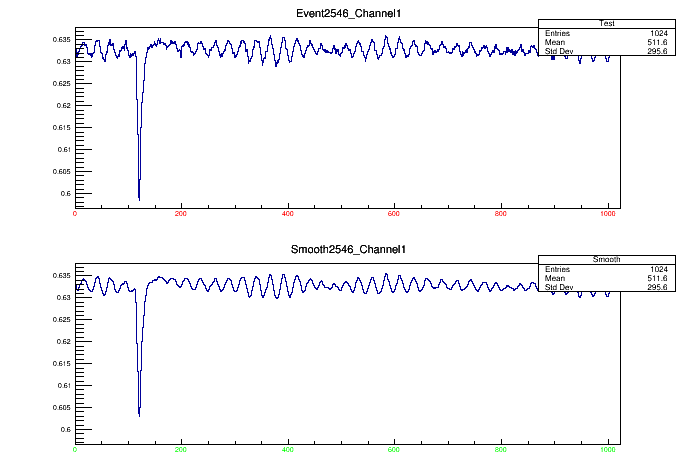 Event2546_Channel1
Test
Entries 1024
Mean 511.6
Std Dev 295.6
0.635
0.63
0.625
0.62
0.615
0.61
0.605
0.6
0 200 400 600 800 1000
Smooth2546_Channel1
Smooth
Entries 1024
Mean 511.6
Std Dev 295.6
0.635
0.63
0.625
0.62
0.615
0.61
0.605
0.6
0 200 400 600 800 1000